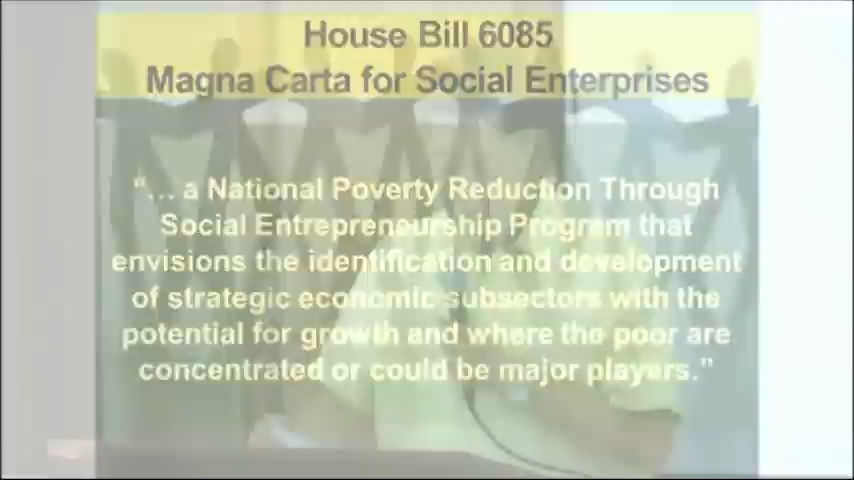 House Bill 6085
Magna Carta for Social Enterprises
“... a National Poverty Reduction Through
Social Entrepreneurship Program that
envisions the identification and development
of strategic economic subsectors with the
potential for growth and where the poor are
concentrated or could be major players.”